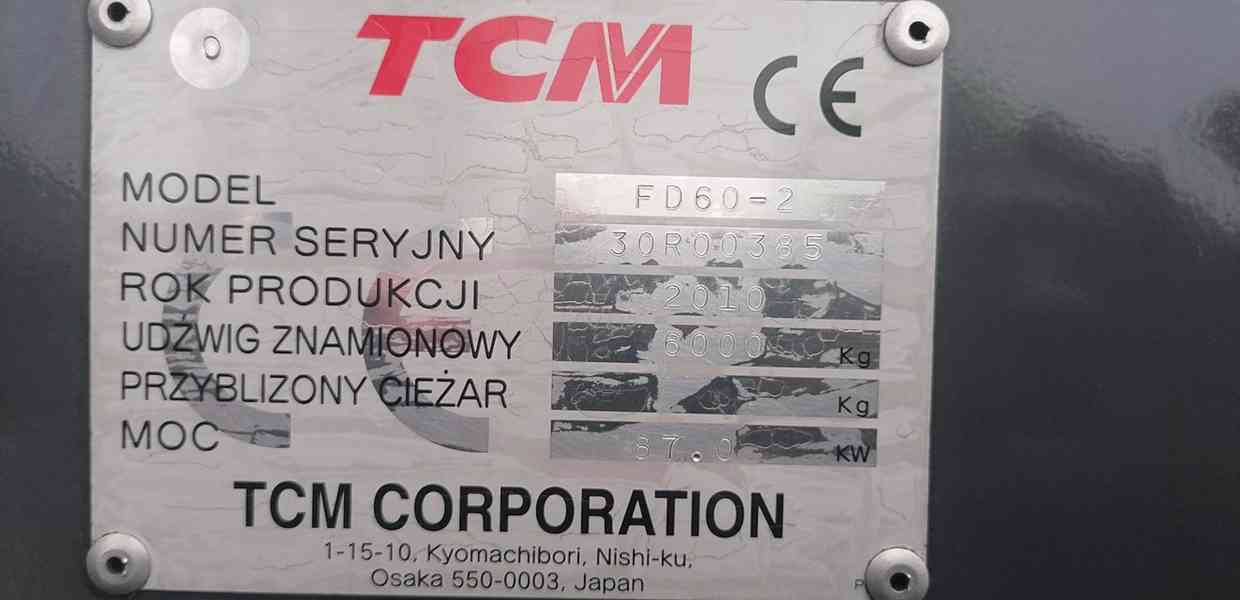 TCM
CE
MODEL FD60-2
NUMER SERYJNY 30R00385
ROK PRODUKCJI 2010
UDŹWIG ZNAMIONOWY 6000 Kg
PRZYBLIZONY CIEŻAR Kg
MOC 87.0 KW
TCM CORPORATION
1-15-10, Kyomachibori, Nishi-ku,
Osaka 550-0003, Japan
P